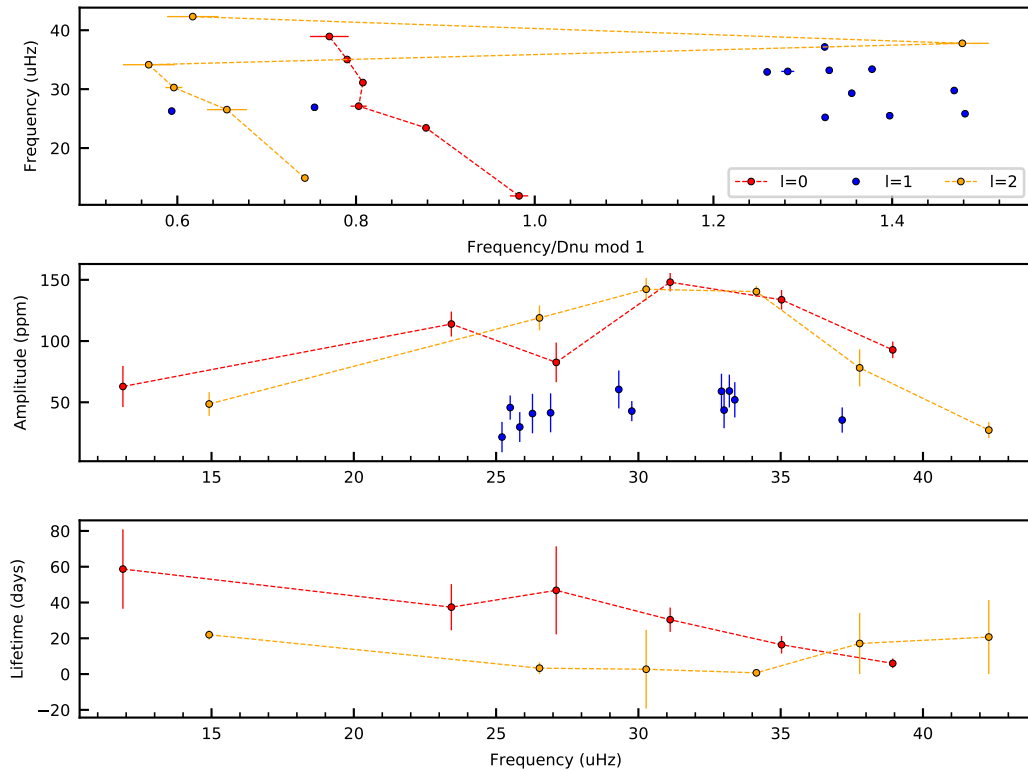 Frequency (uHz)
40
30
20
l=0 l=1 l=2
0.6 0.8 1.0 1.2 1.4
Frequency/Dnu mod 1
Amplitude (ppm)
150
100
50
15 20 25 30 35 40
Lifetime (days)
80
60
40
20
0
−20
15 20 25 30 35 40
Frequency (uHz)